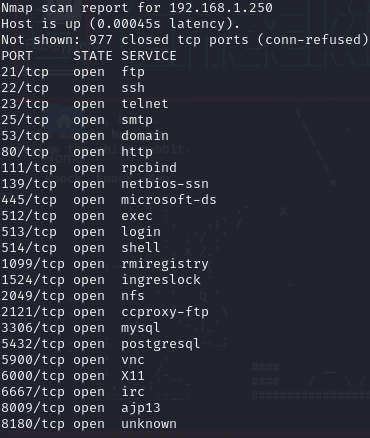 Nmap scan report for 192.168.1.250
Host is up (0.00045s latency).
Not shown: 977 closed tcp ports (conn-refused)
PORT     STATE SERVICE
21/tcp   open  ftp
22/tcp   open  ssh
23/tcp   open  telnet
25/tcp   open  smtp
53/tcp   open  domain
80/tcp   open  http
111/tcp  open  rpcbind
139/tcp  open  netbios-ssn
445/tcp  open  microsoft-ds
512/tcp  open  exec
513/tcp  open  login
514/tcp  open  shell
1099/tcp open  rmiregistry
1524/tcp open  ingreslock
2049/tcp open  nfs
2121/tcp open  ccproxy-ftp
3306/tcp open  mysql
5432/tcp open  postgresql
5900/tcp open  vnc
6000/tcp open  X11
6667/tcp open  irc
8009/tcp open  ajp13
8180/tcp open  unknown